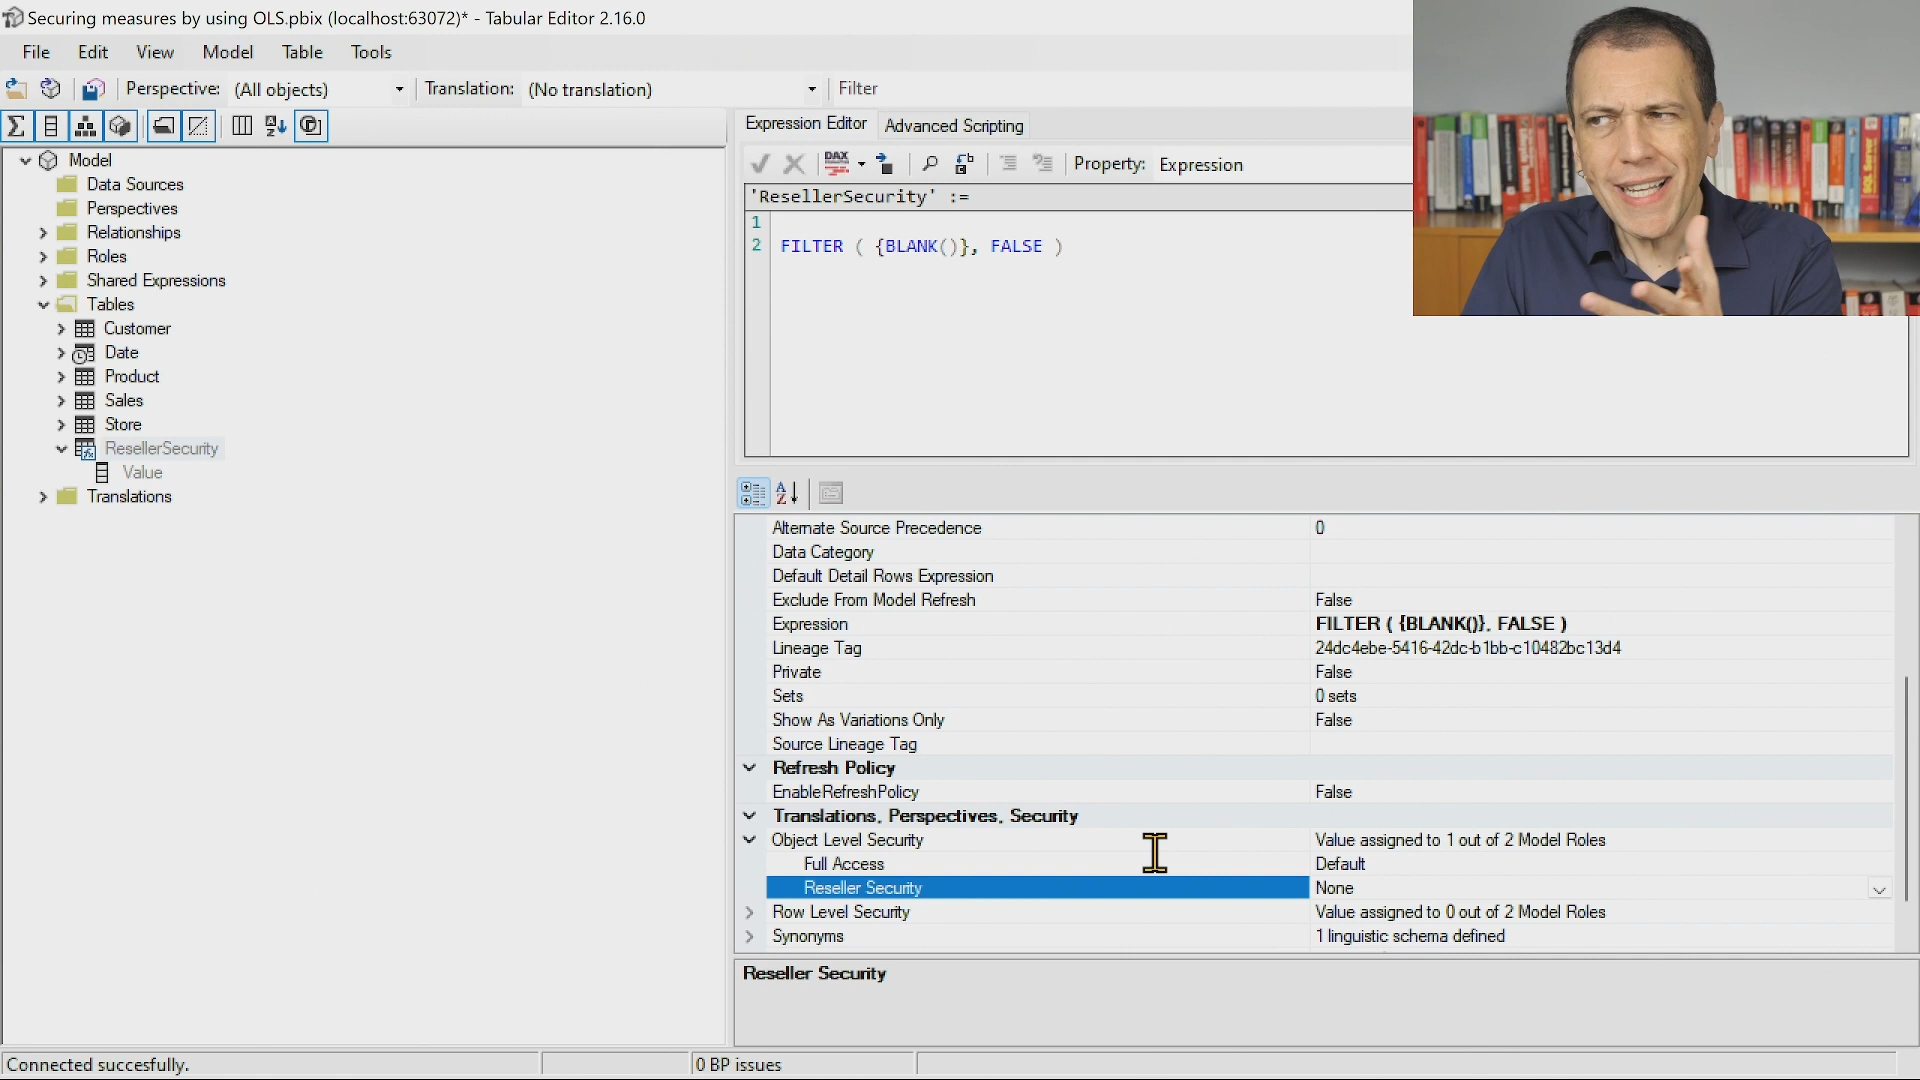 Securing measures by using OLS.pbix (localhost:63072)* - Tabular Editor 2.16.0
File Edit View Model Table Tools
Perspective: (All objects) Translation: (No translation) Filter
Expression Editor Advanced Scripting
DAX Property: Expression
'ResellerSecurity' :=
1
2 FILTER ( {BLANK()}, FALSE )
Model
Data Sources
Perspectives
Relationships
Roles
Shared Expressions
Tables
Customer
Date
Product
Sales
Store
ResellerSecurity
Value
Translations
Alternate Source Precedence 0
Data Category
Default Detail Rows Expression
Exclude From Model Refresh False
Expression FILTER ( {BLANK()}, FALSE )
Lineage Tag 24dc4ebe-5416-42dc-b1bb-c10482bc13d4
Private False
Sets 0 sets
Show As Variations Only False
Source Lineage Tag
Refresh Policy
EnableRefreshPolicy False
Translations, Perspectives, Security
Object Level Security Value assigned to 1 out of 2 Model Roles
Full Access Default
Reseller Security None
Row Level Security Value assigned to 0 out of 2 Model Roles
Synonyms 1 linguistic schema defined
Reseller Security
Connected succesfully. 0 BP issues